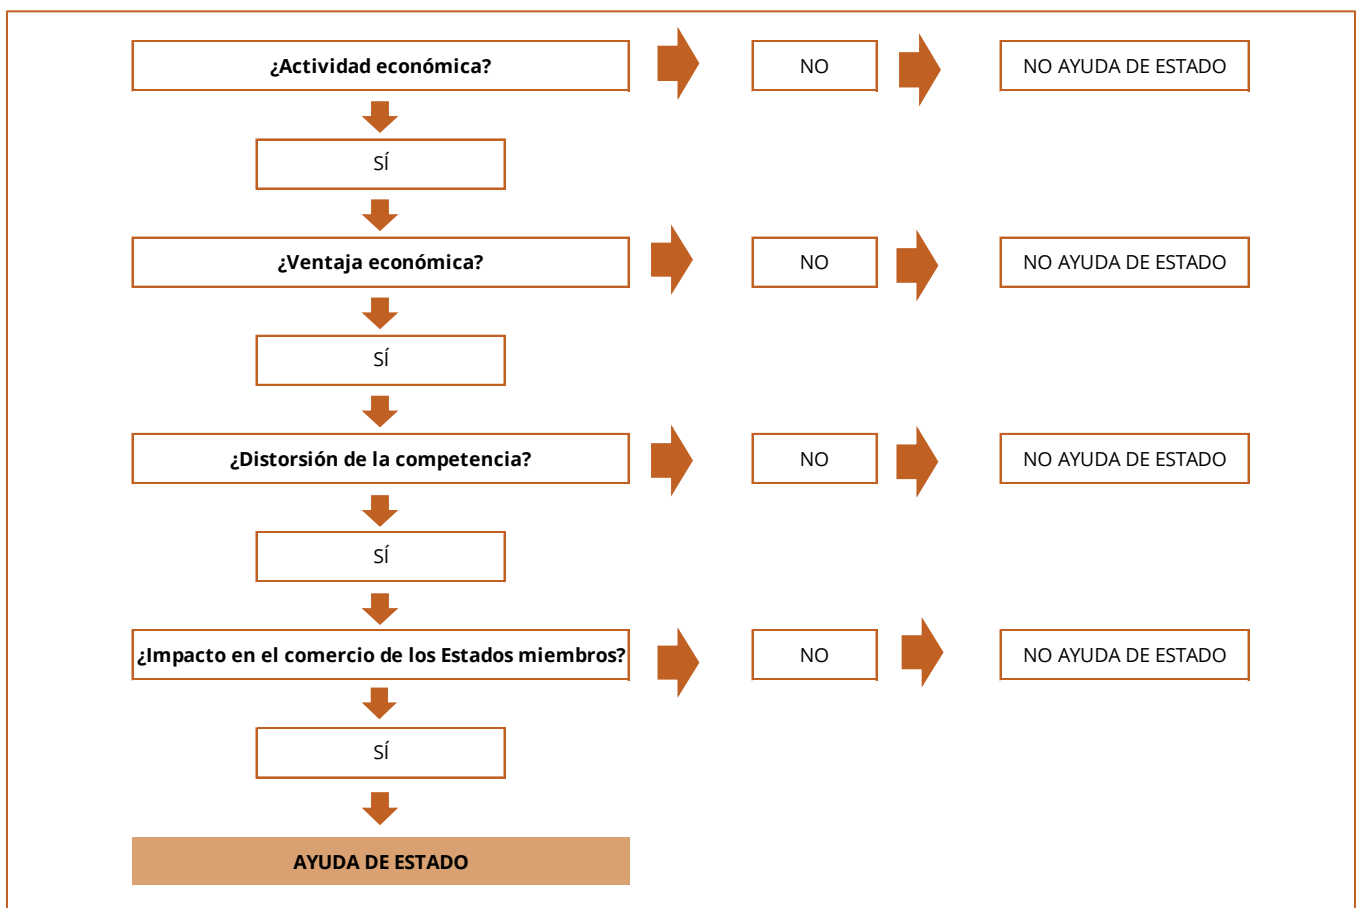 ¿Actividad económica?
NO
NO AYUDA DE ESTADO
SÍ
¿Ventaja económica?
NO
NO AYUDA DE ESTADO
SÍ
¿Distorsión de la competencia?
NO
NO AYUDA DE ESTADO
SÍ
¿Impacto en el comercio de los Estados miembros?
NO
NO AYUDA DE ESTADO
SÍ
AYUDA DE ESTADO